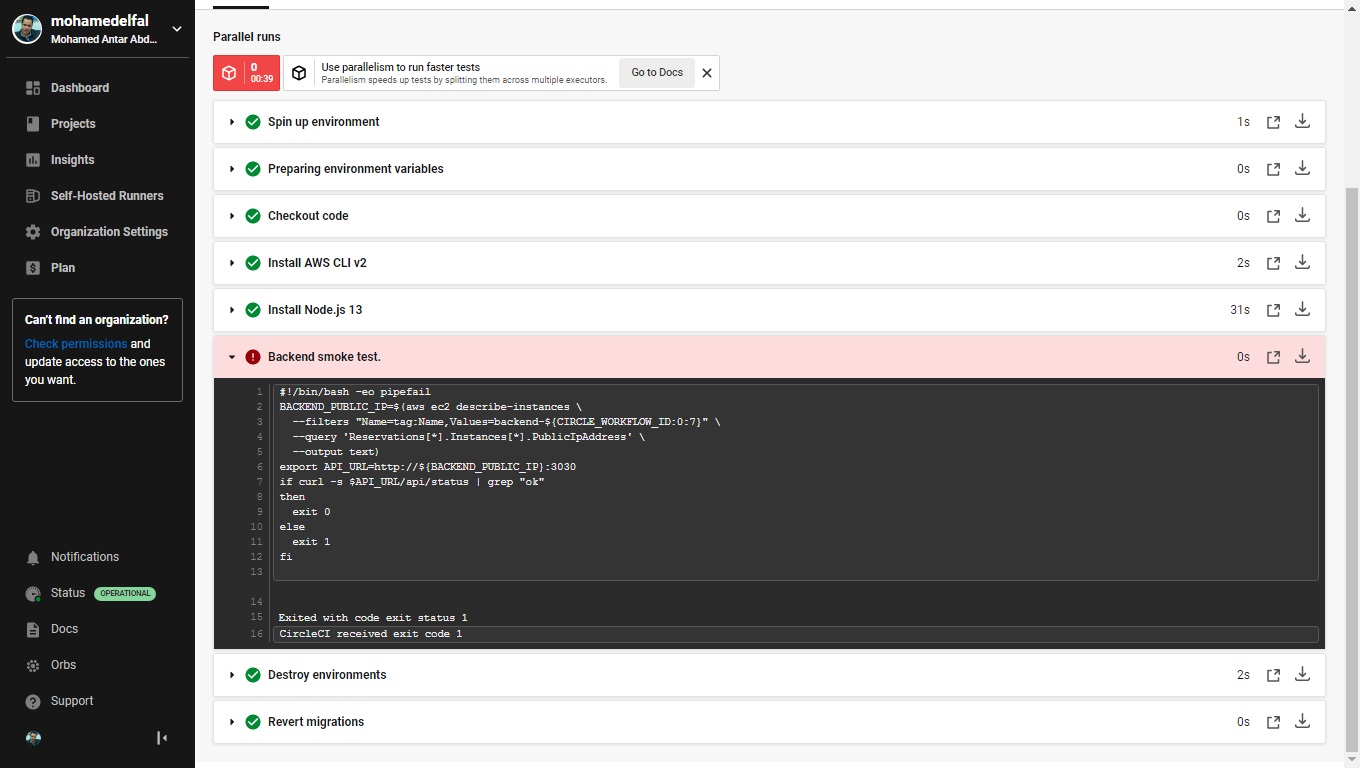 mohamedelfal
Mohamed Antar Abd...
Dashboard
Projects
Insights
Self-Hosted Runners
Organization Settings
Plan
Can't find an organization?
Check permissions and
update access to the ones
you want.
Notifications
Status OPERATIONAL
Docs
Orbs
Support
Parallel runs
0
00:39
Use parallelism to run faster tests
Parallelism speeds up tests by splitting them across multiple executors.
Go to Docs
Spin up environment 1s
Preparing environment variables 0s
Checkout code 0s
Install AWS CLI v2 2s
Install Node.js 13 31s
Backend smoke test. 0s
1 #!/bin/bash -eo pipefail
2 BACKEND_PUBLIC_IP=$(aws ec2 describe-instances \
3 --filters "Name=tag:Name,Values=backend-${CIRCLE_WORKFLOW_ID:0:7}" \
4 --query 'Reservations[*].Instances[*].PublicIpAddress' \
5 --output text)
6 export API_URL=http://${BACKEND_PUBLIC_IP}:3030
7 if curl -s $API_URL/api/status | grep "ok"
8 then
9 exit 0
10 else
11 exit 1
12 fi
13
14
15 Exited with code exit status 1
16 CircleCI received exit code 1
Destroy environments 2s
Revert migrations 0s